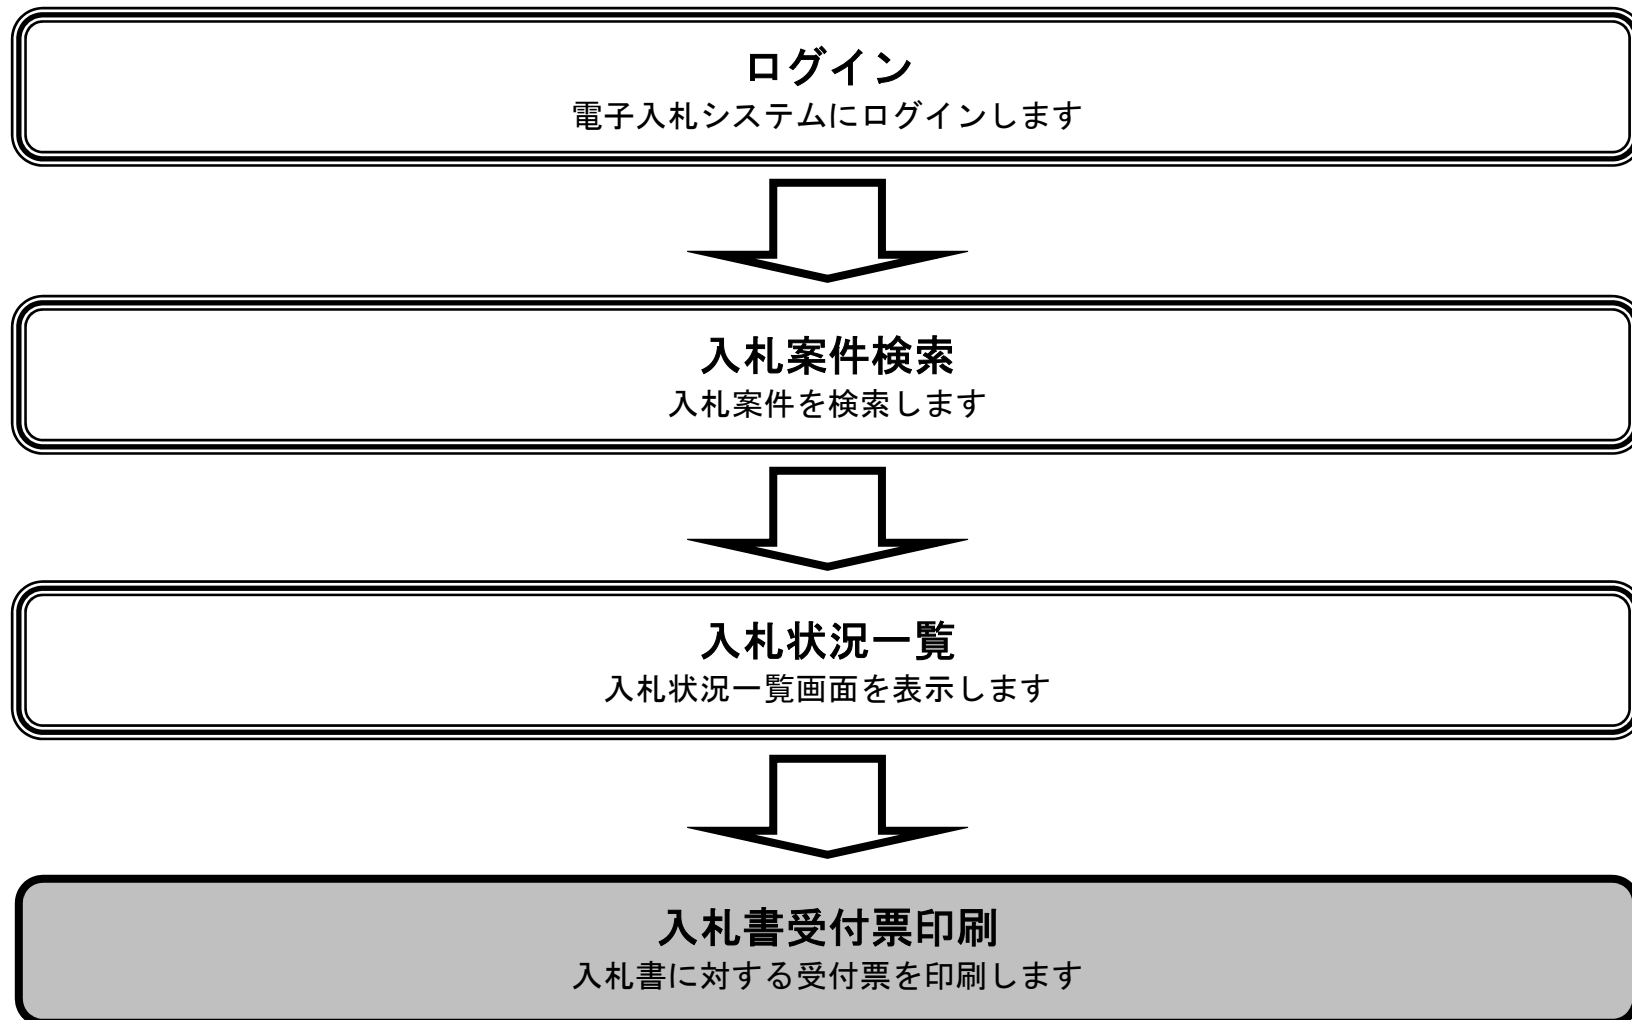 ログイン
電子入札システムにログインします
入札案件検索
入札案件を検索します
入札状況一覧
入札状況一覧画面を表示します
入札書受付票印刷
入札書に対する受付票を印刷します